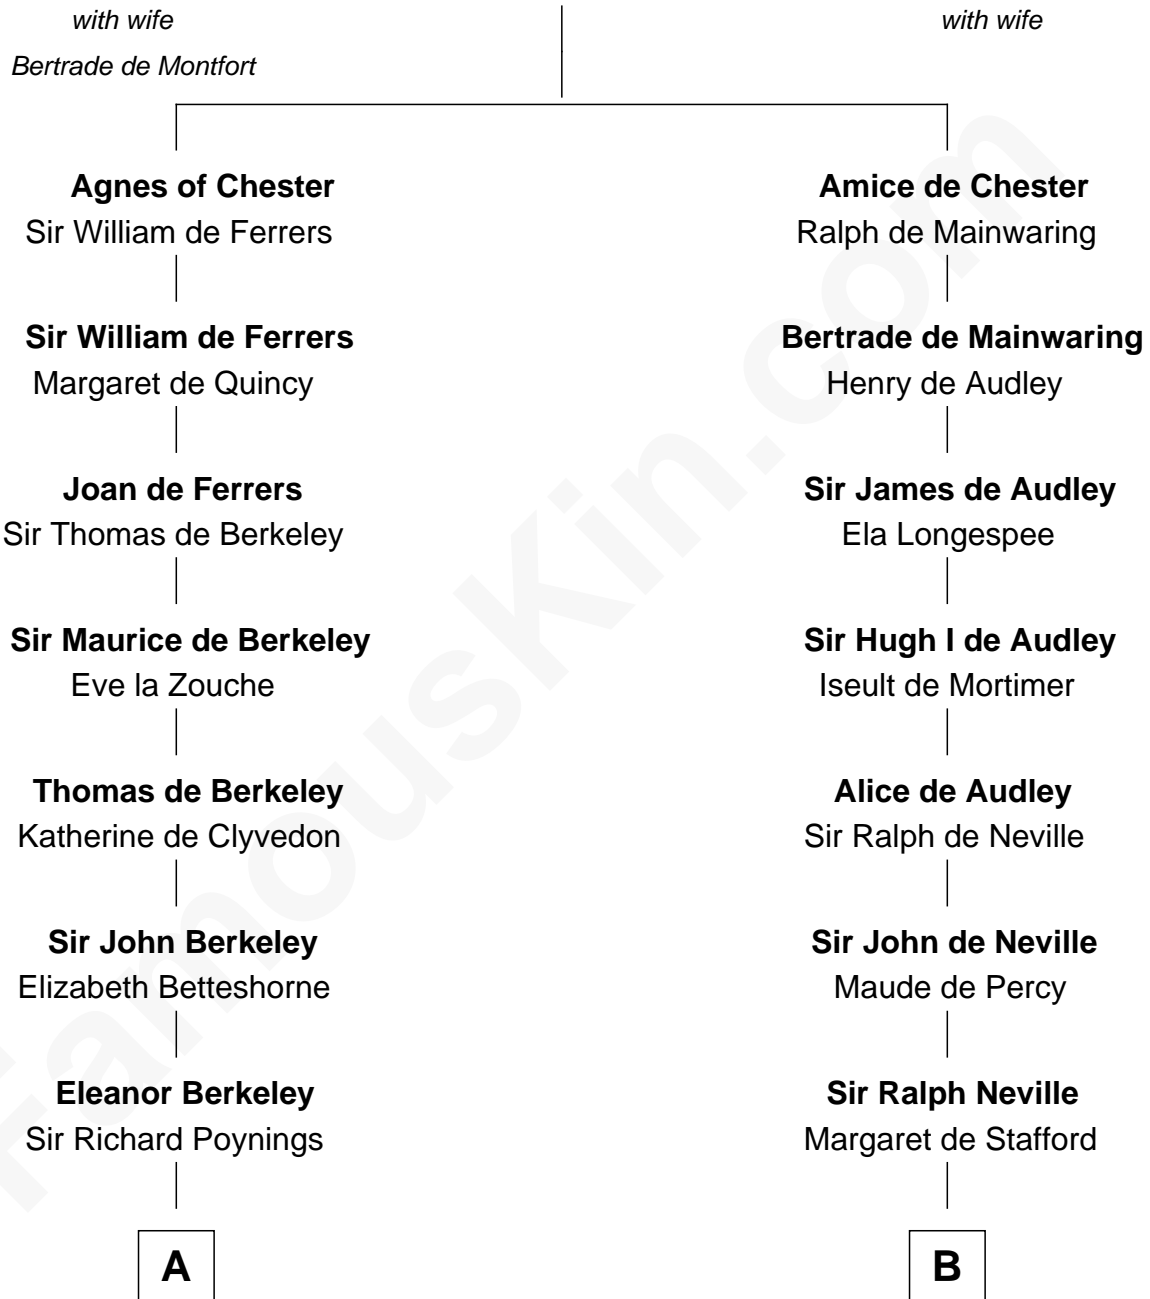 with wife
with wife
Bertrade de Montfort
Agnes of Chester
Sir William de Ferrers
Amice de Chester
Ralph de Mainwaring
Sir William de Ferrers
Margaret de Quincy
Bertrade de Mainwaring
Henry de Audley
Joan de Ferrers
Sir Thomas de Berkeley
Sir James de Audley
Ela Longespee
Sir Maurice de Berkeley
Eve la Zouche
Sir Hugh I de Audley
Iseult de Mortimer
Thomas de Berkeley
Katherine de Clyvedon
Alice de Audley
Sir Ralph de Neville
Sir John Berkeley
Elizabeth Betteshorne
Sir John de Neville
Maude de Percy
Eleanor Berkeley
Sir Richard Poynings
Sir Ralph Neville
Margaret de Stafford
A
B
FamousKin.com